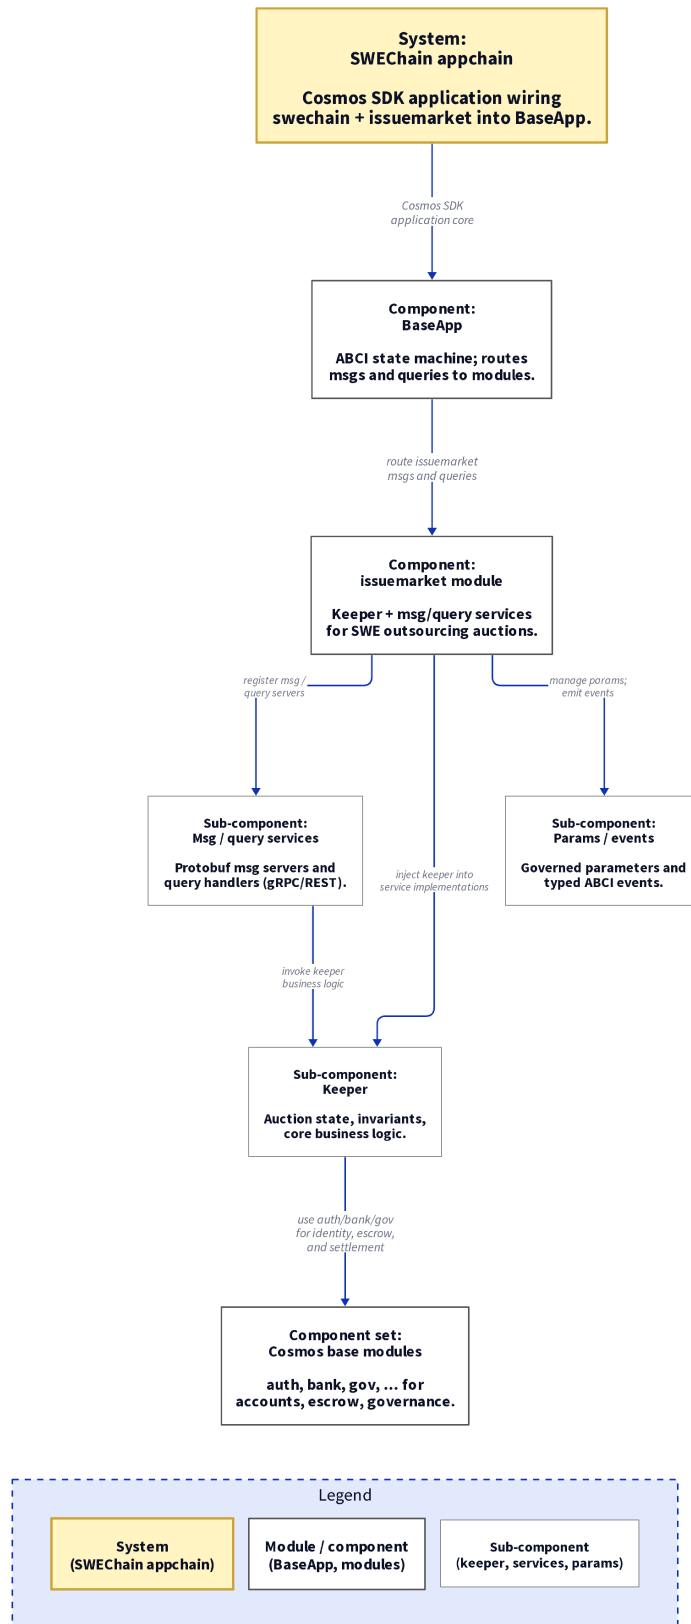 System:
SWEChain appchain
Cosmos SDK application wiring
swechain + issuemarket into BaseApp.
Cosmos SDK
application core
Component:
BaseApp
ABCI state machine; routes
msgs and queries to modules.
route issuemarket
msgs and queries
Component:
issuemarket module
Keeper + msg/query services
for SWE outsourcing auctions.
register msg /
query servers
manage params;
emit events
Sub-component:
Msg / query services
Protobuf msg servers and
query handlers (gRPC/REST).
Sub-component:
Params / events
Governed parameters and
typed ABCI events.
inject keeper into
service implementations
invoke keeper
business logic
Sub-component:
Keeper
Auction state, invariants,
core business logic.
use auth/bank/gov
for identity, escrow,
and settlement
Component set:
Cosmos base modules
auth, bank, gov, … for
accounts, escrow, governance.
Legend
System
(SWEChain appchain)
Module / component
(BaseApp, modules)
Sub-component
(keeper, services, params)